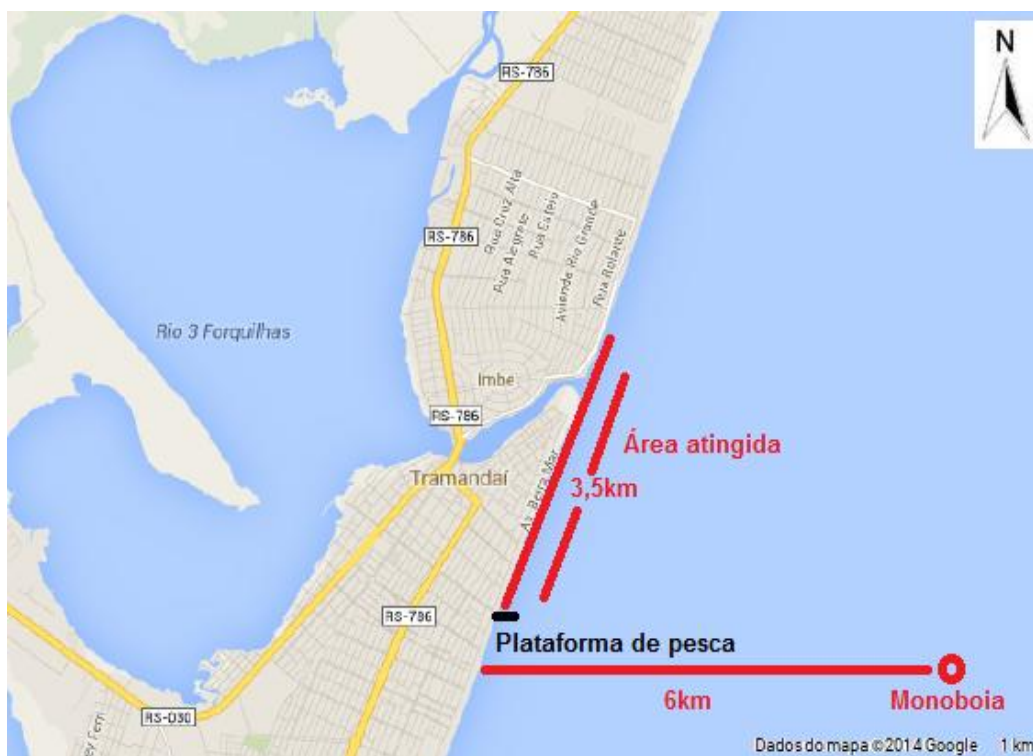 N
RS-786
RS-786
Rua Cruz Alta
Rua Alegrete
Rua Esteio
Avenida Rio Grande
Rua Rolante
Rio 3 Forquilhas
Imbe
RS-786
Tramandaí
Av. Beira Mar
Área atingida
3,5km
RS-786
Plataforma de pesca
6km
Monoboia
RS-030
Dados do mapa ©2014 Google 1 km